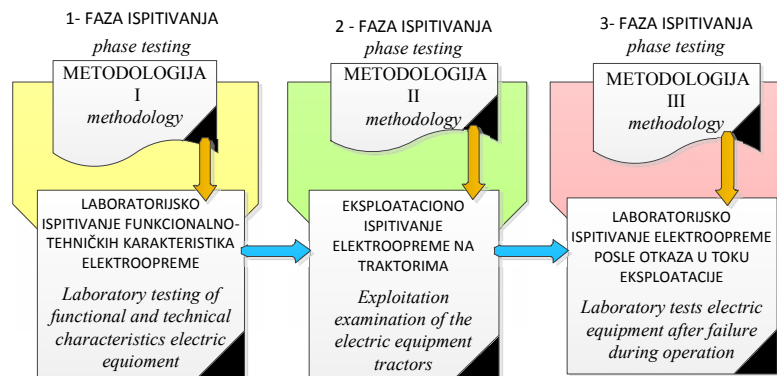 1- FAZA ISPITIVANJA
phase testing
METODOLOGIJA
I
methodology
LABORATORIJSKO
ISPITIVANJE FUNKCIONALNO-
TEHNIČKIH KARAKTERISTIKA
ELEKTROOPREME
Laboratory testing of
functional and technical
characteristics electric
equioment
2 - FAZA ISPITIVANJA
phase testing
METODOLOGIJA
II
methodology
EKSPLOATACIONO
ISPITIVANJE
ELEKTROOPREME NA
TRAKTORIMA
Exploitation
examination of the
electric equipment
tractors
3- FAZA ISPITIVANJA
phase testing
METODOLOGIJA
III
methodology
LABORATORIJSKO
ISPITIVANJE ELEKTROOPREME
POSLE OTKAZA U TOKU
EKSPLOATACIJE
Laboratory tests electric
equipment after failure
during operation